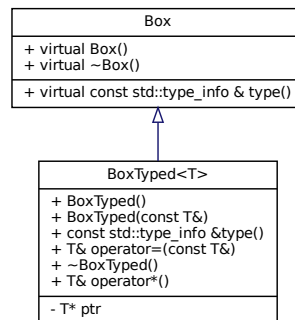 Box
+ virtual Box()
+ virtual ~Box()
+ virtual const std::type_info & type()
BoxTyped<T>
+ BoxTyped()
+ BoxTyped(const T&)
+ const std::type_info &type()
+ T& operator=(const T&)
+ ~BoxTyped()
+ T& operator*()
- T* ptr